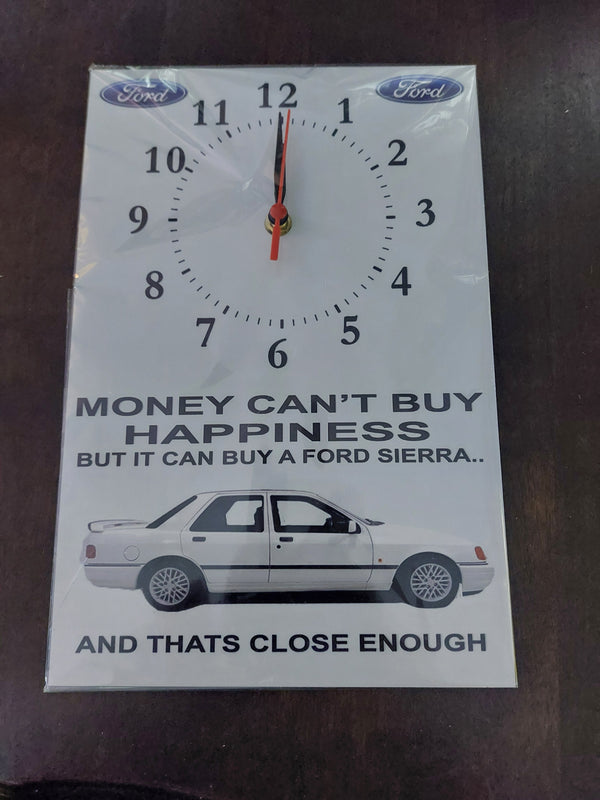 Ford
Ford
12
11
1
10
2
9
3
8
4
7
5
6
MONEY CAN'T BUY
HAPPINESS
BUT IT CAN BUY A FORD SIERRA..
AND THATS CLOSE ENOUGH